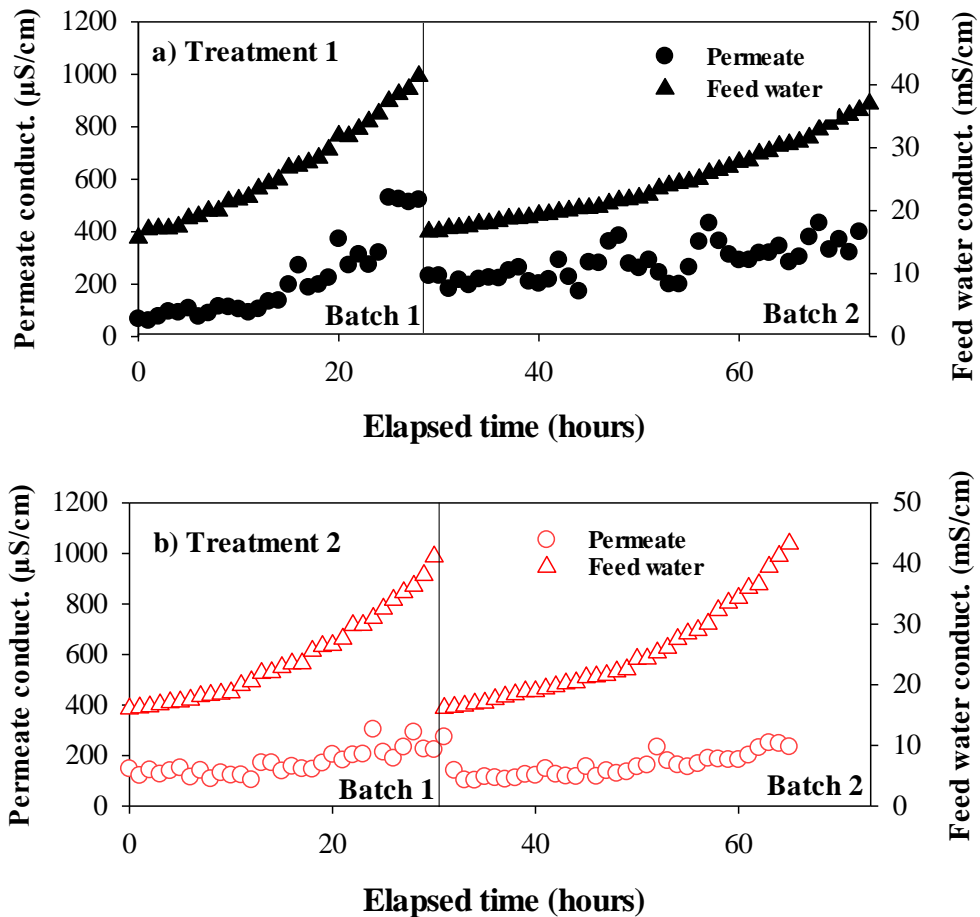 a) Treatment 1
Permeate
Feed water
Batch 1
Batch 2
Permeate conduct. (µS/cm)
0
200
400
600
800
1000
1200
Feed water conduct. (mS/cm)
0
10
20
30
40
50
0
20
40
60
Elapsed time (hours)
b) Treatment 2
Permeate
Feed water
Batch 1
Batch 2
Permeate conduct. (µS/cm)
0
200
400
600
800
1000
1200
Feed water conduct. (mS/cm)
0
10
20
30
40
50
0
20
40
60
Elapsed time (hours)